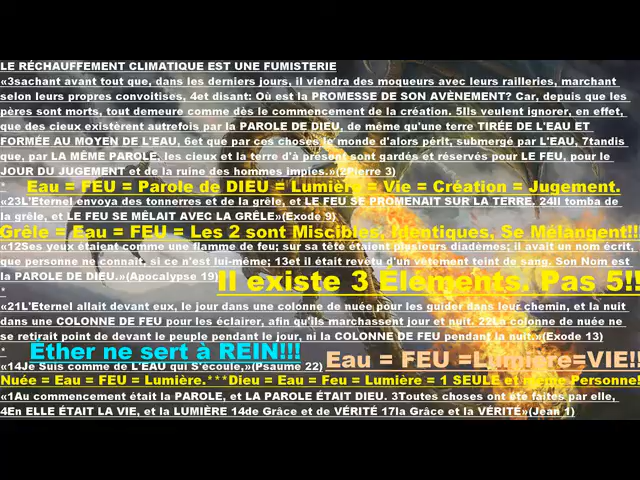 LE RÉCHAUFFEMENT CLIMATIQUE EST UNE FUMISTERIE
«3sachant avant tout que, dans les derniers jours, il viendra des moqueurs avec leurs railleries, marchant
selon leurs propres convoitises, 4et disant: Où est la PROMESSE DE SON AVÈNEMENT? Car, depuis que les
pères sont morts, tout demeure comme dès le commencement de la création. 5Ils veulent ignorer, en effet,
que des cieux existèrent autrefois par la PAROLE DE DIEU, de même qu'une terre TIRÉE DE L'EAU ET
FORMÉE AU MOYEN DE L'EAU, 6et que par ces choses le monde d'alors périt, submergé par L'EAU, 7tandis
que, par LA MÊME PAROLE, les cieux et la terre d'à présent sont gardés et réservés pour LE FEU, pour le
JOUR DU JUGEMENT et de la ruine des hommes impies.»(2Pierre 3)
* Eau = FEU = Parole de DIEU = Lumière = Vie = Création = Jugement.
«23L'Eternel envoya des tonnerres et de la grêle, et LE FEU SE PROMENAIT SUR LA TERRE. 24Il tomba de
la grêle, et LE FEU SE MÊLAIT AVEC LA GRÊLE»(Exode 9)
Grêle = Eau = FEU = Les 2 sont Miscibles, Identiques, Se Mélangent!!
«12Ses yeux étaient comme une flamme de feu; sur sa tête étaient plusieurs diadèmes; il avait un nom écrit,
que personne ne connaît, si ce n'est lui-même; 13et il était revêtu d'un vêtement teint de sang. Son Nom est
la PAROLE DE DIEU.»(Apocalypse 19)
Il existe 3 Éléments. Pas 5!!
*
«21L'Eternel allait devant eux, le jour dans une colonne de nuée pour les guider dans leur chemin, et la nuit
dans une COLONNE DE FEU pour les éclairer, afin qu'ils marchassent jour et nuit. 22La colonne de nuée ne
se retirait point de devant le peuple pendant le jour, ni la COLONNE DE FEU pendant la nuit.»(Exode 13)
*
Éther ne sert à REIN!!!
Eau = FEU =Lumière=VIE!!
«14Je Suis comme de L'EAU qui S'écoule,»(Psaume 22)
Nuée = Eau = FEU = Lumière.***Dieu = Eau = Feu = Lumière = 1 SEULE et même Personne!
«1Au commencement était la PAROLE, et LA PAROLE ÉTAIT DIEU. 3Toutes choses ont été faites par elle,
4En ELLE ÉTAIT LA VIE, et la LUMIÈRE 14de Grâce et de VÉRITÉ 17la Grâce et la VÉRITÉ»(Jean 1)